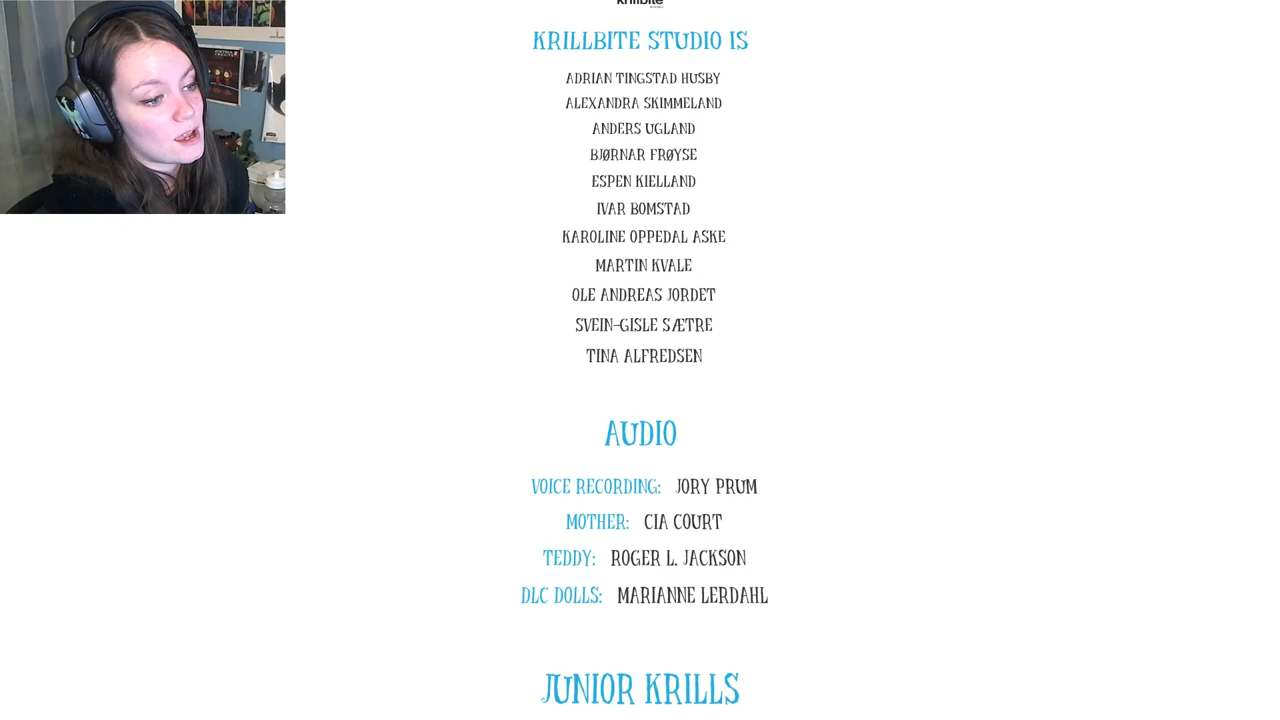 krillbite
KRILLBITE STUDIO IS
ADRIAN TINGSTAD HUSBY
ALEXANDRA SKIMMELAND
ANDERS UGLAND
BJØRNAR FRØYSE
ESPEN KIELLAND
IVAR BOMSTAD
KAROLINE OPPEDAL ASKE
MARTIN KVALE
OLE ANDREAS JORDET
SVEIN-GISLE SÆTRE
TINA ALFREDSEN
AUDIO
VOICE RECORDING: JORY PRUM
MOTHER: CIA COURT
TEDDY: ROGER L. JACKSON
DLC DOLLS: MARIANNE LERDAHL
JUNIOR KRILLS